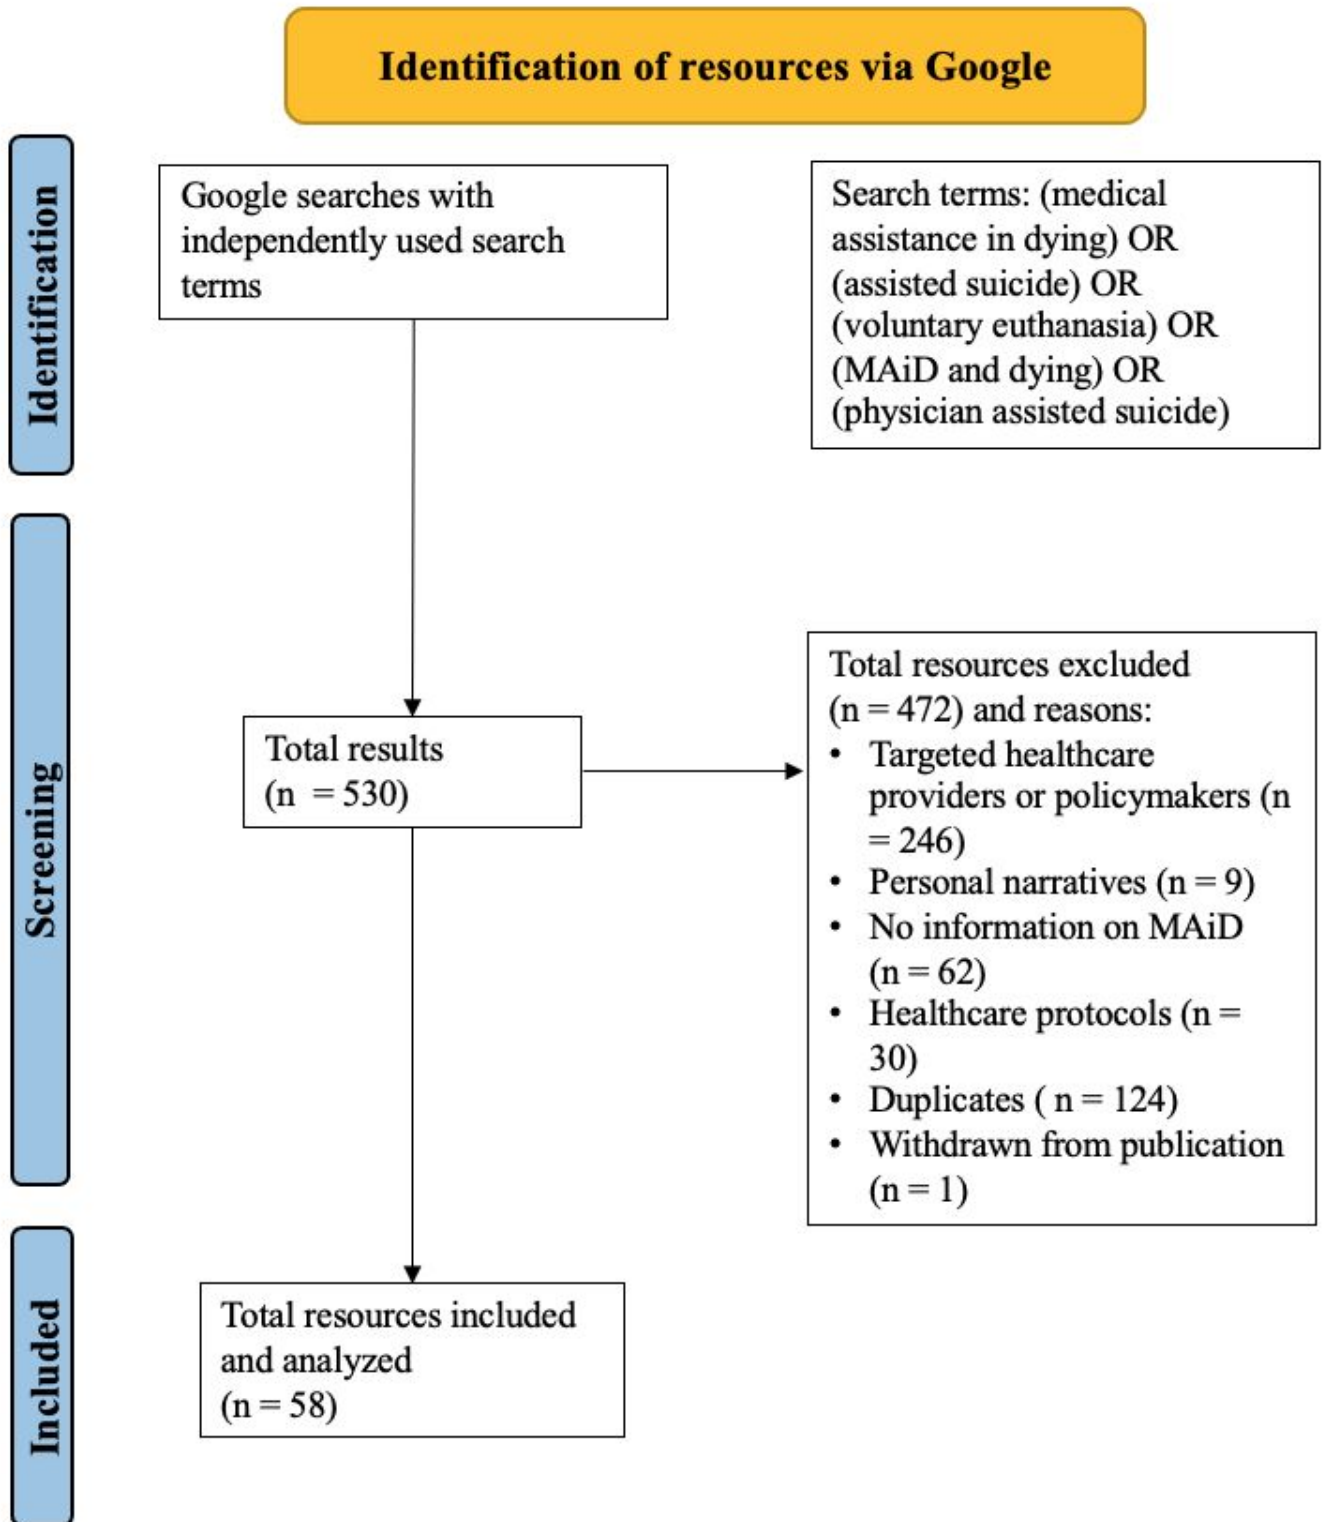 Identification of resources via Google
Identification
Google searches with
independently used search
terms
Search terms: (medical
assistance in dying) OR
(assisted suicide) OR
(voluntary euthanasia) OR
(MAiD and dying) OR
(physician assisted suicide)
Screening
Total results
(n = 530)
Total resources excluded
(n = 472) and reasons:
• Targeted healthcare
providers or policymakers (n
= 246)
• Personal narratives (n = 9)
• No information on MAiD
(n = 62)
• Healthcare protocols (n =
30)
• Duplicates ( n = 124)
• Withdrawn from publication
(n = 1)
Included
Total resources included
and analyzed
(n = 58)